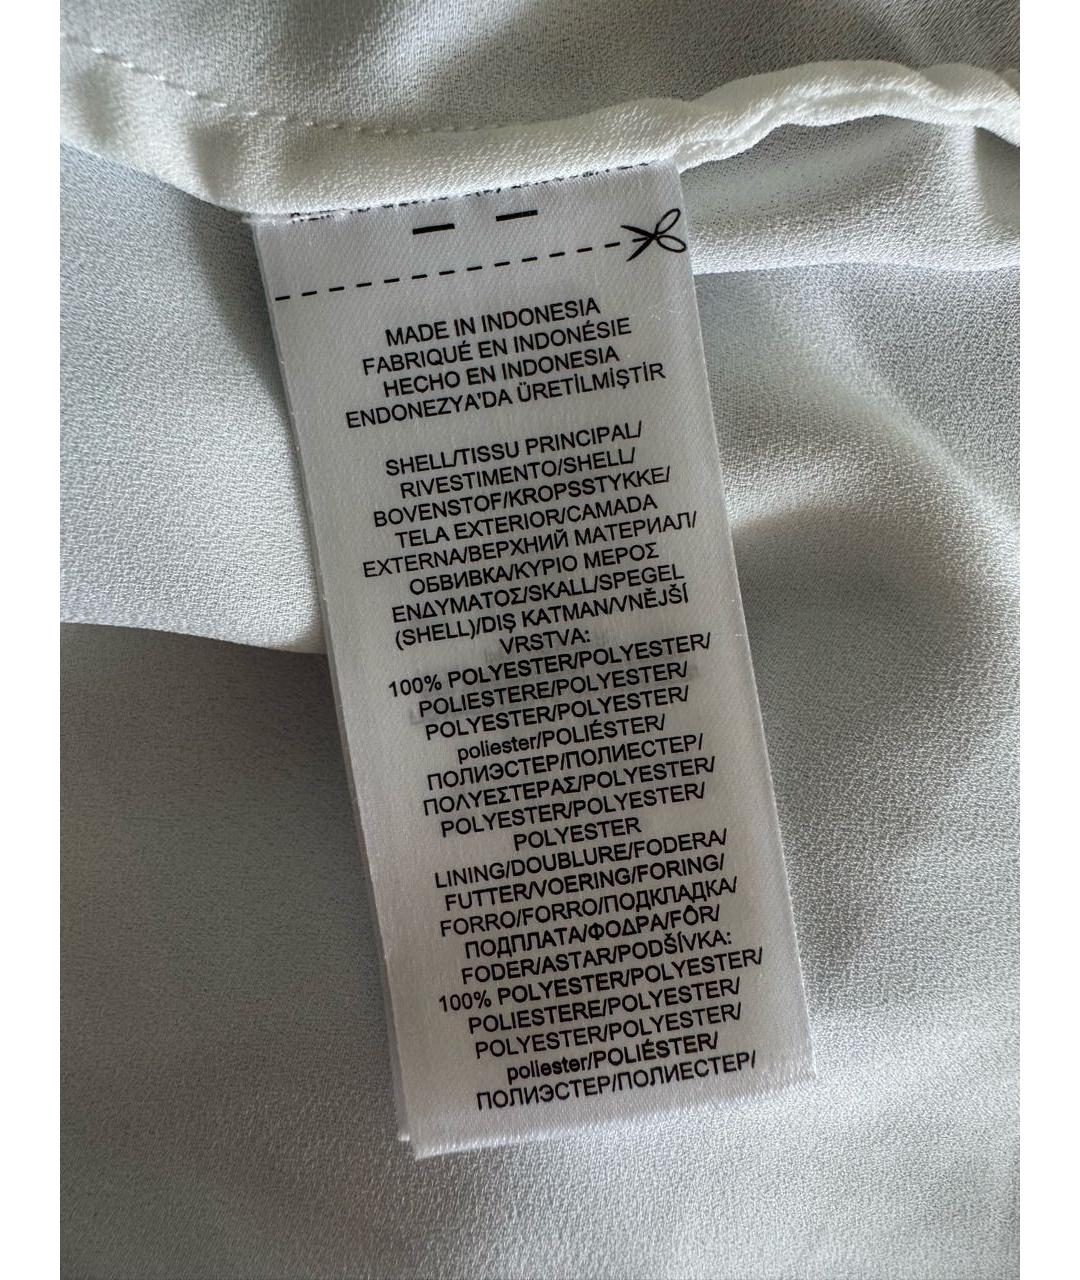 MADE IN INDONESIA
FABRIQUÉ EN INDONÉSIE
HECHO EN INDONESIA
ENDONEZYA'DA ÜRETİLMİŞTİR
SHELL/TISSU PRINCIPAL/
RIVESTIMENTO/SHELL/
BOVENSTOF/KROPSSTYKKE/
TELA EXTERIOR/CAMADA
EXTERNA/ВЕРХНИЙ МАТЕРИАЛ/
ОБВИВКА/ΚΥΡΙΟ ΜΕΡΟΣ
ΕΝΔΥΜΑΤΟΣ/SKALL/SPEGEL
(SHELL)/DIŞ KATMAN/VNĚJŠÍ
VRSTVA:
100% POLYESTER/POLYESTER/
POLIESTERE/POLYESTER/
POLYESTER/POLYESTER/
poliester/POLIÉSTER/
ПОЛИЭСТЕР/ПОЛИЕСТЕР/
ΠΟΛΥΕΣΤΕΡΑΣ/POLYESTER/
POLYESTER/POLYESTER/
POLYESTER
LINING/DOUBLURE/FODERA/
FUTTER/VOERING/FORING/
FORRO/FORRO/ПОДКЛАДКА/
ПОДПЛАТА/ΦΟΔΡΑ/FÔR/
FODER/ASTAR/PODŠÍVKA:
100% POLYESTER/POLYESTER/
POLIESTERE/POLYESTER/
POLYESTER/POLYESTER/
poliester/POLIÉSTER/
ПОЛИЭСТЕР/ПОЛИЕСТЕР/